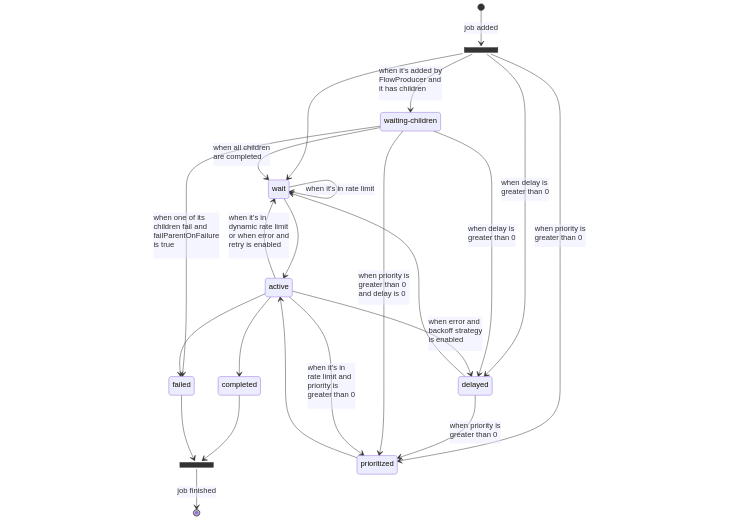 job added
when it's added by
FlowProducer and
it has children
waiting-children
when all children
are completed
wait
when it's in rate limit
when delay is
greater than 0
when one of its
children fail and
failParentOnFailure
is true
when it's in
dynamic rate limit
or when error and
retry is enabled
when delay is
greater than 0
when priority is
greater than 0
when priority is
greater than 0
and delay is 0
active
when error and
backoff strategy
is enabled
when it's in
rate limit and
priority is
greater than 0
failed
completed
delayed
when priority is
greater than 0
prioritized
job finished